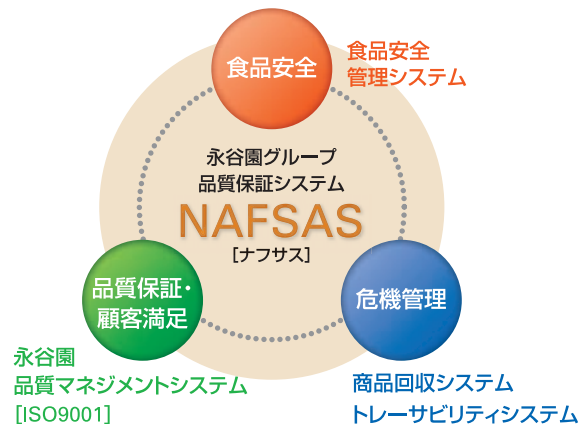 食品安全
食品安全
管理システム
永谷園グループ
品質保証システム
NAFSAS
[ナフサス]
品質保証・
顧客満足
危機管理
永谷園
品質マネジメントシステム
[ISO9001]
商品回収システム
トレーサビリティシステム